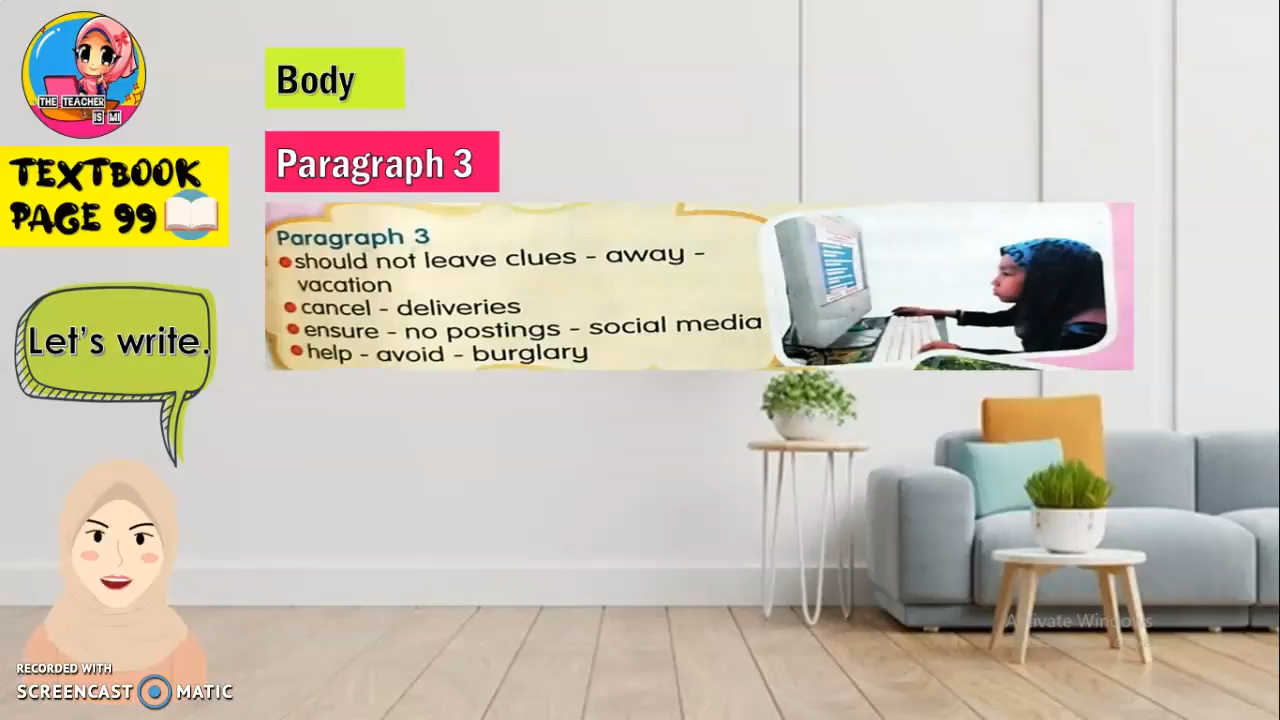 THE TEACHER
IS MI
TEXTBOOK
PAGE 99
Let's write.
Body
Paragraph 3
Paragraph 3
should not leave clues - away -
vacation
cancel - deliveries
ensure - no postings - social media
help - avoid - burglary
Activate Windows
RECORDED WITH
SCREENCAST MATIC